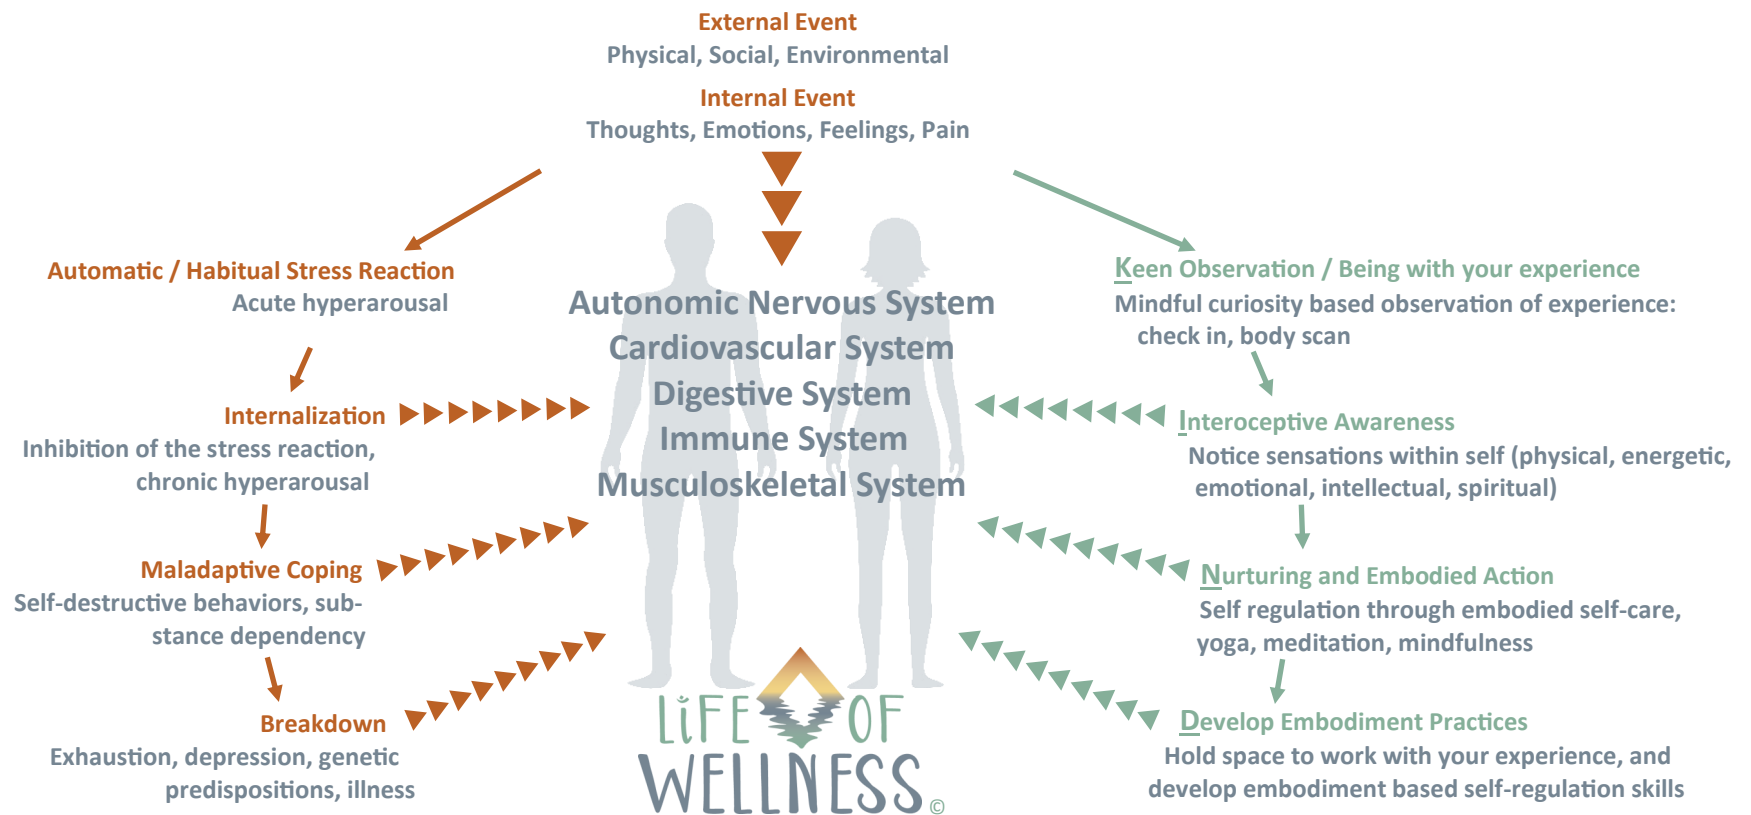 External Event
Physical, Social, Environmental
Internal Event
Thoughts, Emotions, Feelings, Pain
Automatic / Habitual Stress Reaction
Acute hyperarousal
Internalization
Inhibition of the stress reaction,
chronic hyperarousal
Maladaptive Coping
Self-destructive behaviors, sub-
stance dependency
Breakdown
Exhaustion, depression, genetic
predispositions, illness
Autonomic Nervous System
Cardiovascular System
Digestive System
Immune System
Musculoskeletal System
Keen Observation / Being with your experience
Mindful curiosity based observation of experience:
check in, body scan
Interoceptive Awareness
Notice sensations within self (physical, energetic,
emotional, intellectual, spiritual)
Nurturing and Embodied Action
Self regulation through embodied self-care,
yoga, meditation, mindfulness
Develop Embodiment Practices
Hold space to work with your experience, and
develop embodiment based self-regulation skills
LiFE OF
WELLNESS ©